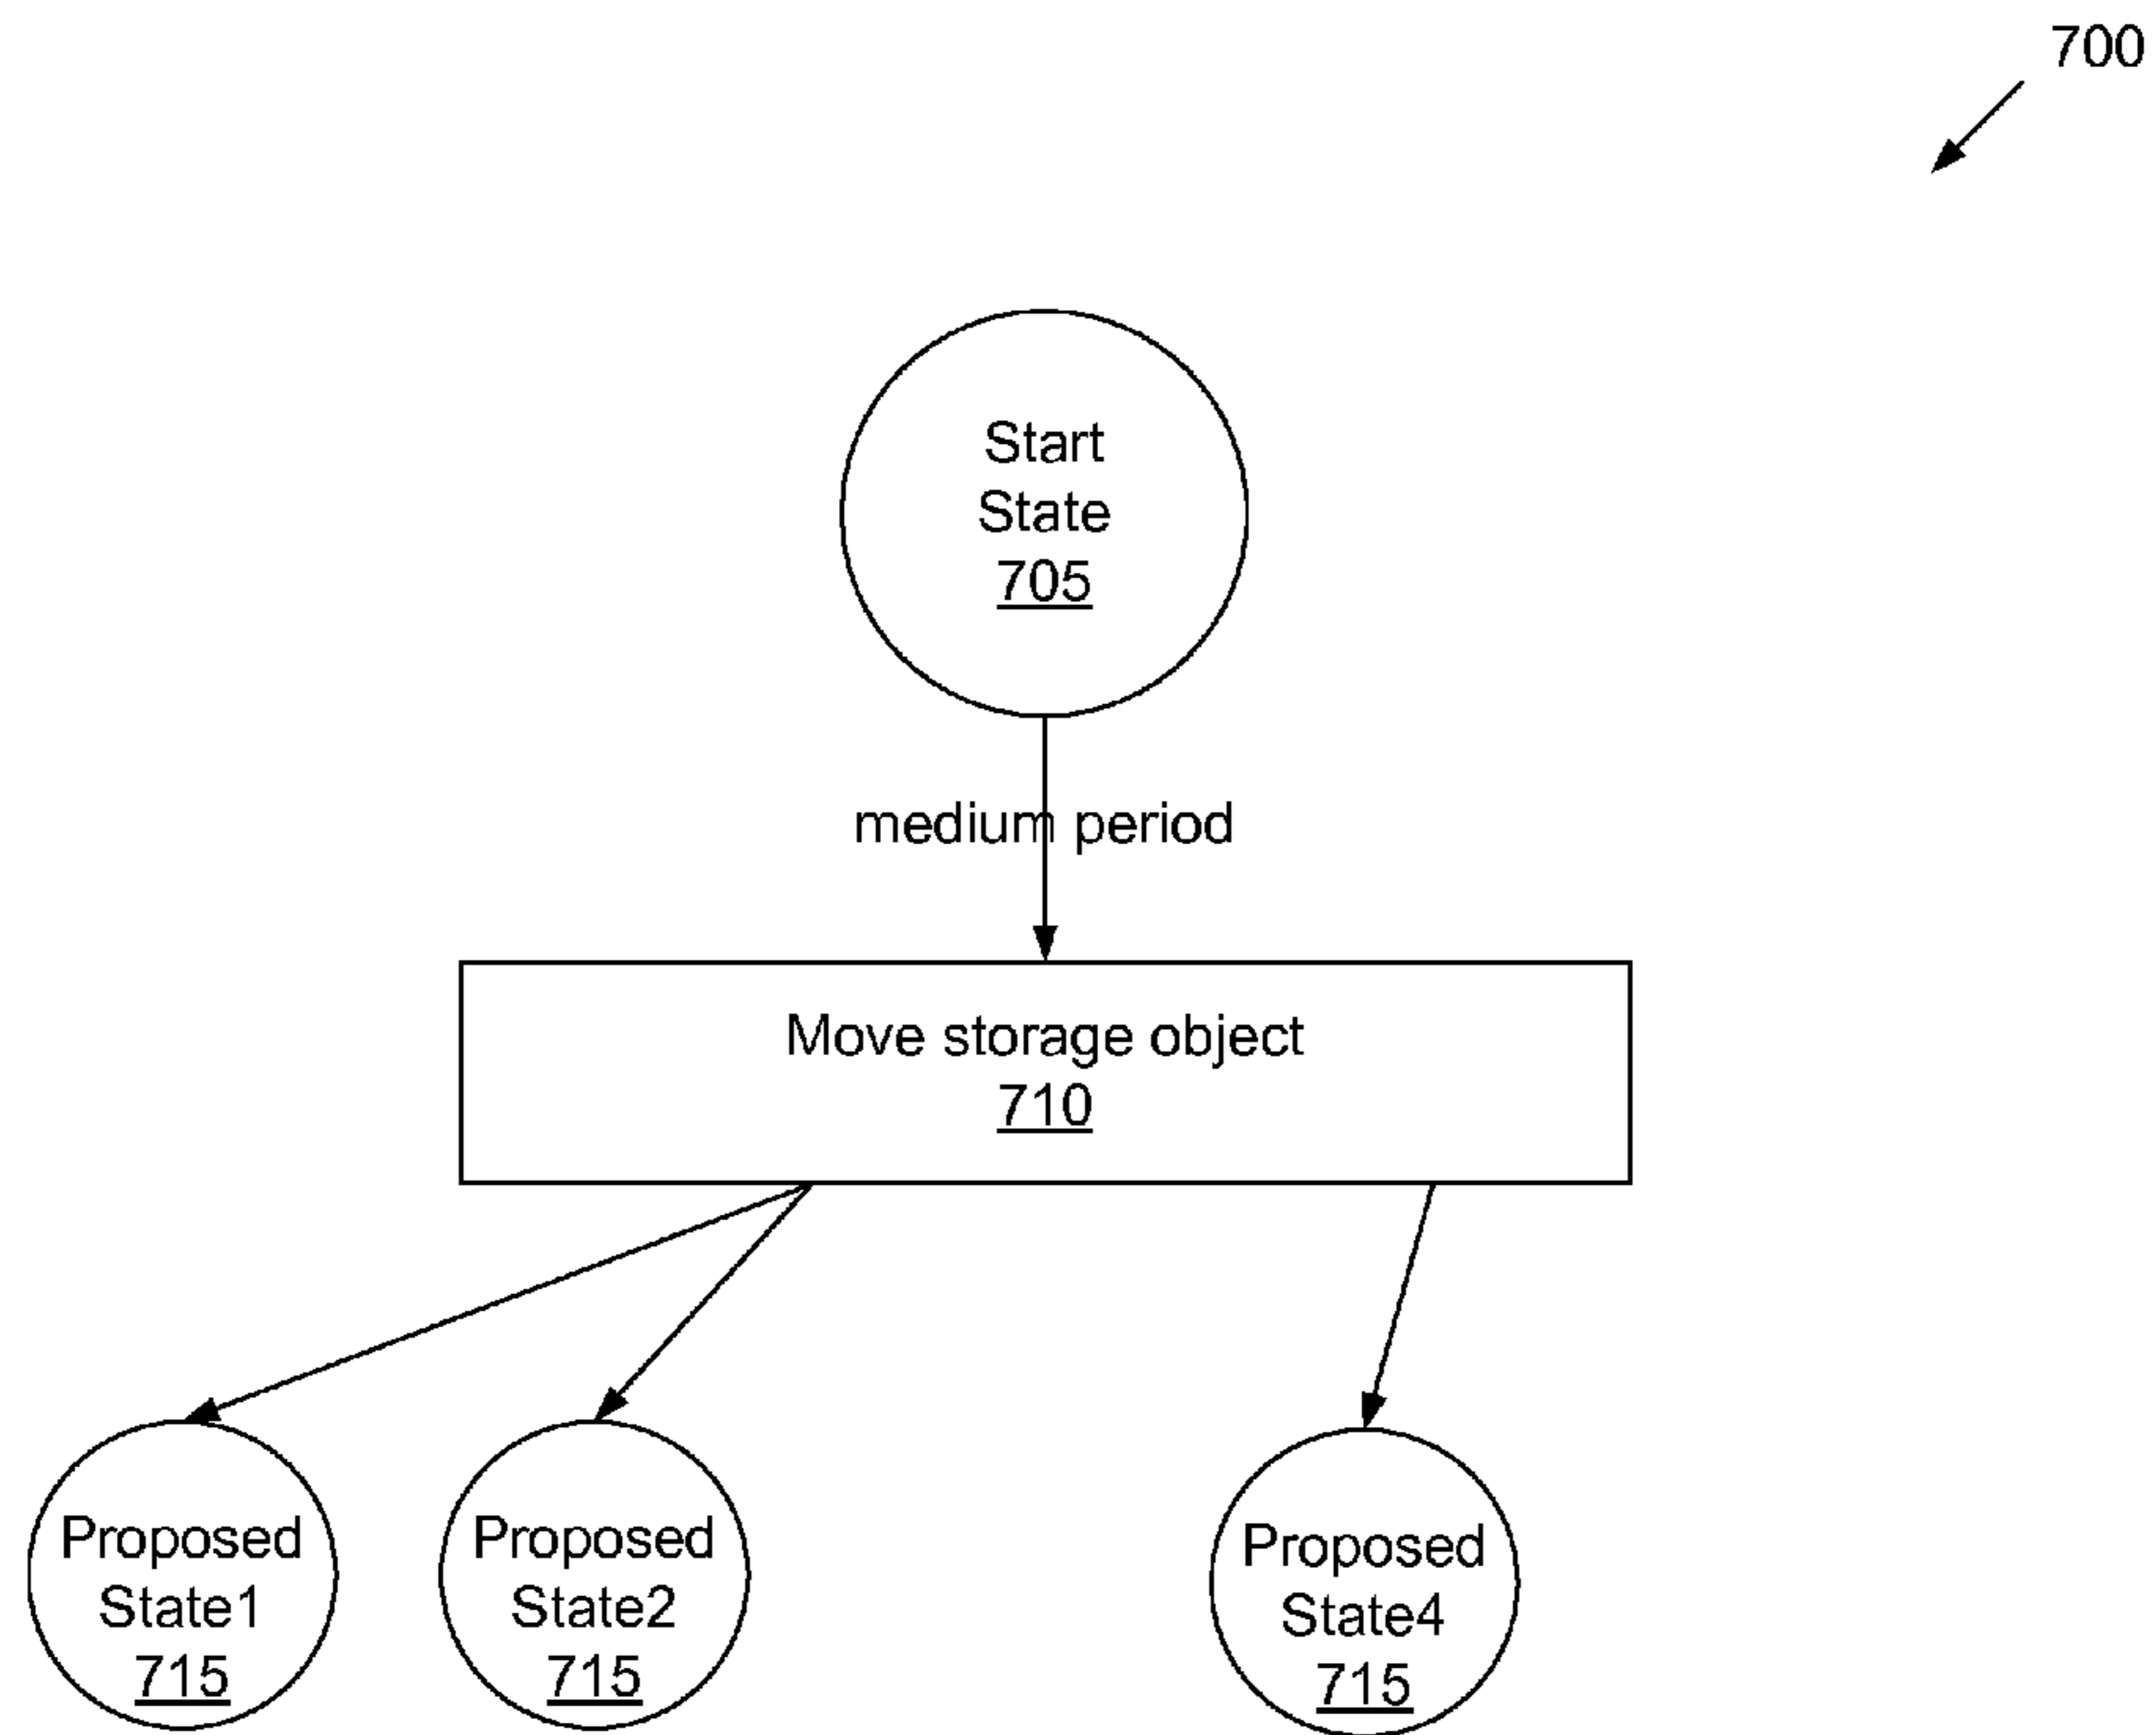 700
Start
State
705
medium period
Move storage object
710
Proposed
State1
715
Proposed
State2
715
Proposed
State4
715